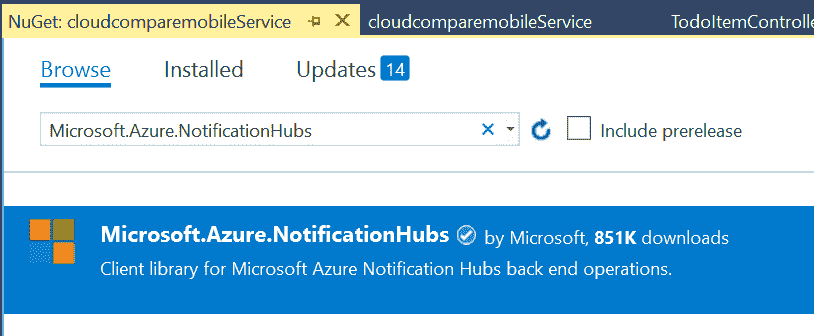 NuGet: cloudcomparemobileService cloudcomparemobileService TodoItemControlle
Browse Installed Updates 14
Microsoft.Azure.NotificationHubs Include prerelease
Microsoft.Azure.NotificationHubs by Microsoft, 851K downloads
Client library for Microsoft Azure Notification Hubs back end operations.